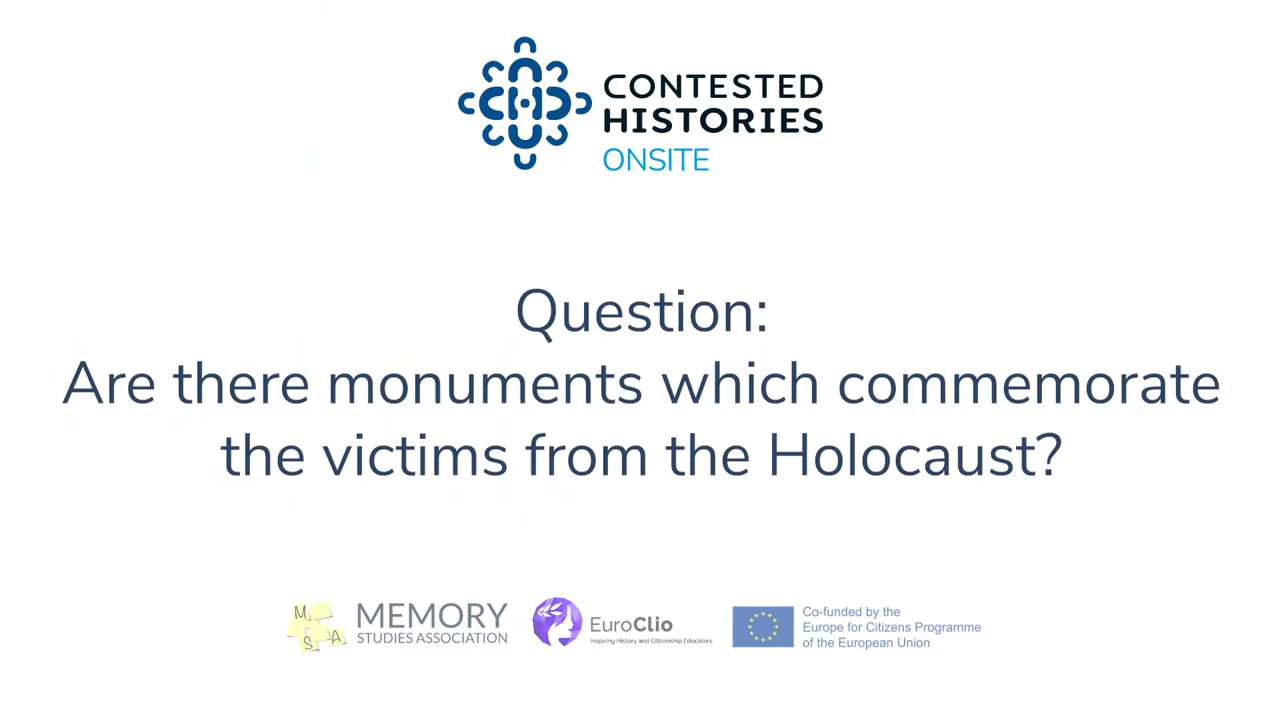 CONTESTED
HISTORIES
ONSITE
Question:
Are there monuments which commemorate
the victims from the Holocaust?
M
S A
MEMORY
STUDIES ASSOCIATION
EuroClio
Inspiring History and Citizenship Educators
Co-funded by the
Europe for Citizens Programme
of the European Union